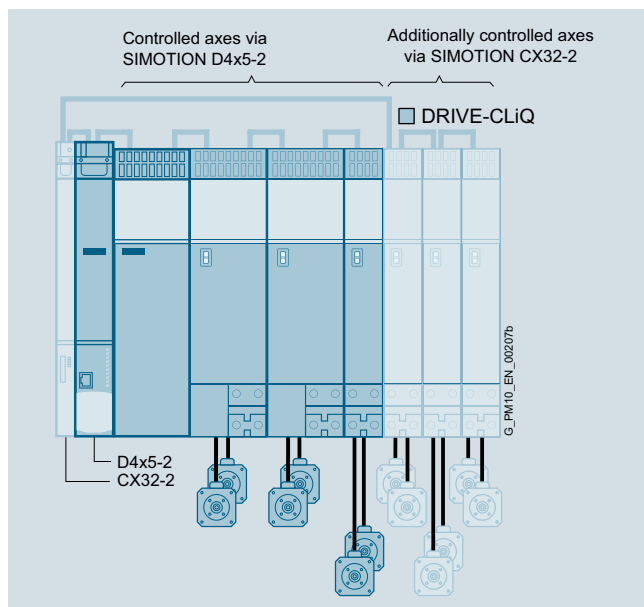 Controlled axes via
SIMOTION D4x5-2
Additionally controlled axes
via SIMOTION CX32-2
DRIVE-CLiQ
G_PM10_EN_00207b
D4x5-2
CX32-2